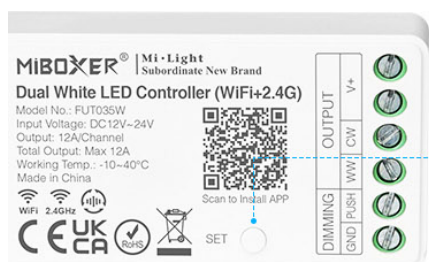 MiBOXER® Mi·Light
Subordinate New Brand
Dual White LED Controller (WiFi+2.4G)
Model No.: FUT035W
Input Voltage: DC12V~24V
Output: 12A/Channel
Total Output: Max 12A
Working Temp.: -10~40°C
Made in China
WiFi 2.4GHz
Scan to Install APP
CE UK CA RoHS SET
OUTPUT V+ CW WW
DIMMING PUSH GND